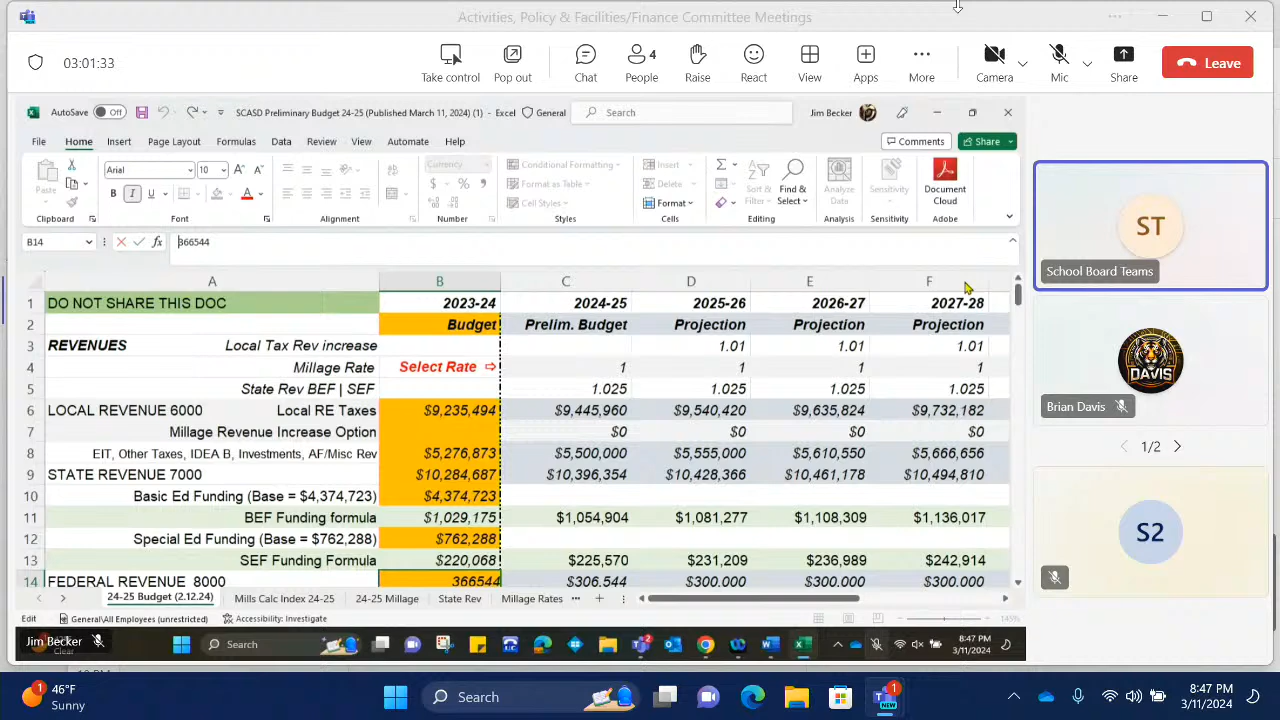 Activities, Policy & Facilities/Finance Committee Meetings
03:01:33
Take control
Pop out
Chat
4
People
Raise
React
View
Apps
More
Camera
Mic
Share
Leave
AutoSave Off
SCASD Preliminary Budget 24-25 (Published March 11, 2024) (1) - Excel
General
Search
Jim Becker
File Home Insert Page Layout Formulas Data Review View Automate Help
Comments
Share
Paste
Arial 10
B I U
Currency
Conditional Formatting
Format as Table
Cell Styles
Insert
Delete
Format
Sort & Filter
Find & Select
Analyze Data
Sensitivity
Document Cloud
Clipboard Font Alignment Number Styles Cells Editing Analysis Sensitivity Adobe
B14 fx 366544
A B C D E F
1 DO NOT SHARE THIS DOC 2023-24 2024-25 2025-26 2026-27 2027-28
2 Budget Prelim. Budget Projection Projection Projection
3 REVENUES Local Tax Rev increase 1.01 1.01 1.01
4 Millage Rate Select Rate ⇨ 1 1 1 1
5 State Rev BEF | SEF 1.025 1.025 1.025 1.025
6 LOCAL REVENUE 6000 Local RE Taxes $9,235,494 $9,445,960 $9,540,420 $9,635,824 $9,732,182
7 Millage Revenue Increase Option $0 $0 $0 $0
8 EIT, Other Taxes, IDEA B, Investments, AF/Misc Rev $5,276,873 $5,500,000 $5,555,000 $5,610,550 $5,666,656
9 STATE REVENUE 7000 $10,284,687 $10,396,354 $10,428,366 $10,461,178 $10,494,810
10 Basic Ed Funding (Base = $4,374,723) $4,374,723
11 BEF Funding formula $1,029,175 $1,054,904 $1,081,277 $1,108,309 $1,136,017
12 Special Ed Funding (Base = $762,288) $762,288
13 SEF Funding Formula $220,068 $225,570 $231,209 $236,989 $242,914
14 FEDERAL REVENUE 8000 366544 $306,544 $300,000 $300,000 $300,000
24-25 Budget (2.12.24) Mills Calc Index 24-25 24-25 Millage State Rev Millage Rates
Edit General/All Employees (unrestricted) Accessibility: Investigate 145%
Jim Becker
Clear
Search
8:47 PM
3/11/2024
ST
School Board Teams
DAVIS
Brian Davis
1/2
S2
1
46°F
Sunny
Search
1
NEW
8:47 PM
3/11/2024